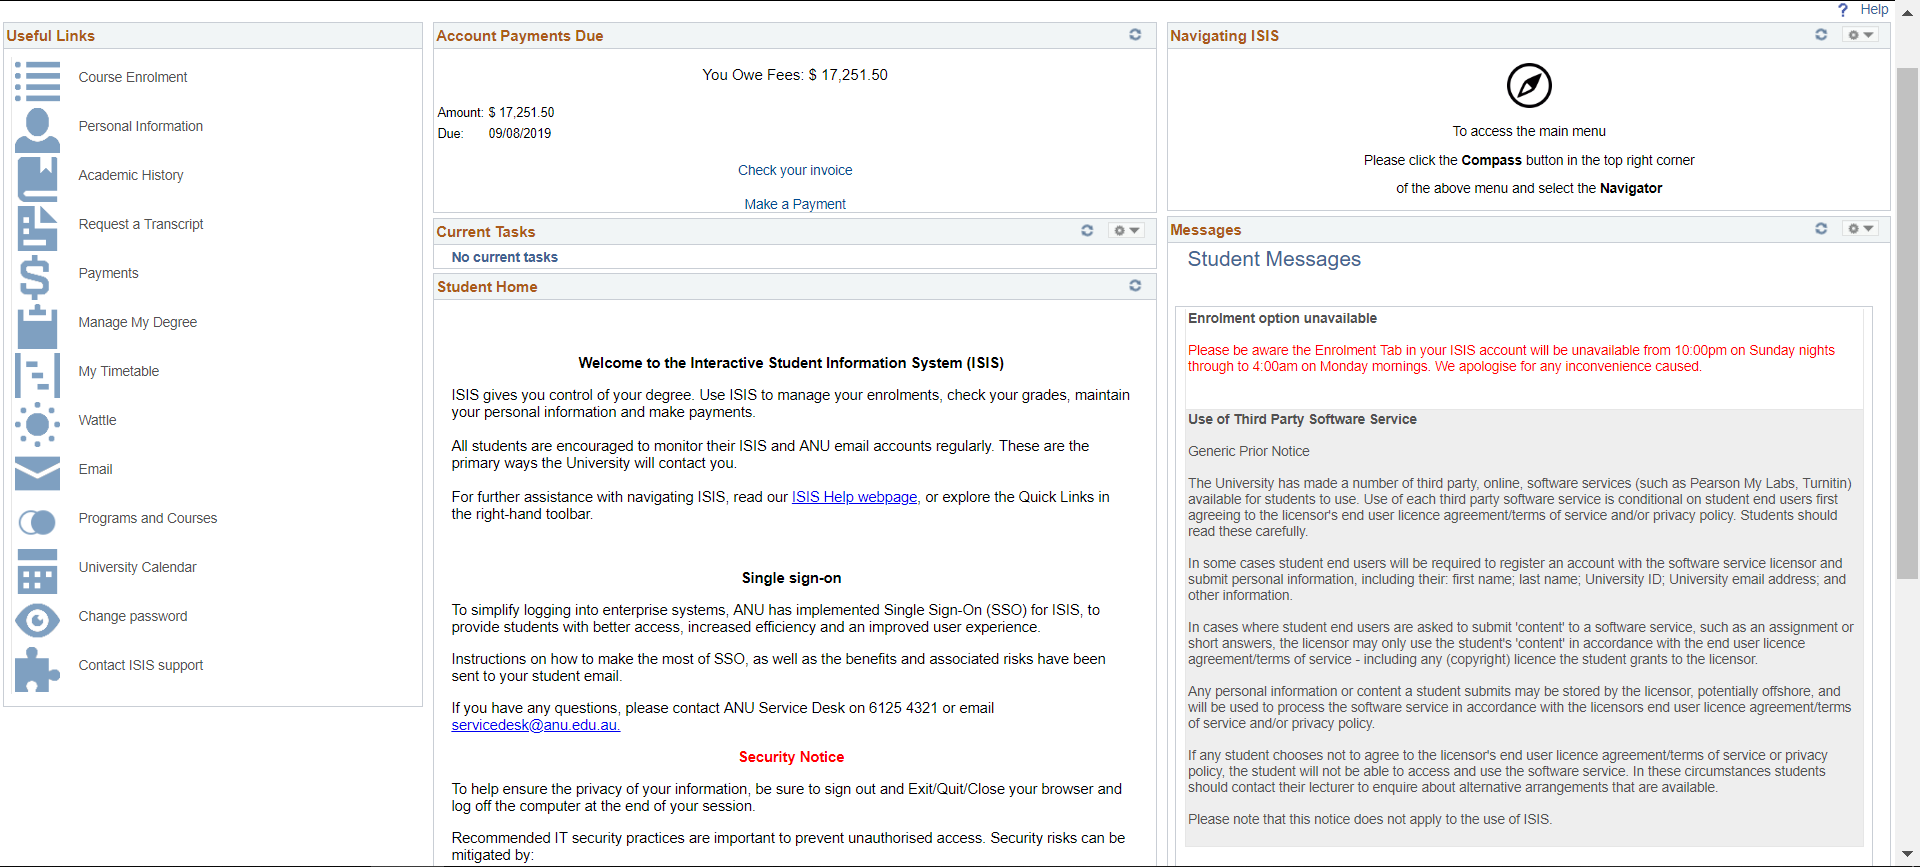 ? Help
Useful Links
Course Enrolment
Personal Information
Academic History
Request a Transcript
Payments
Manage My Degree
My Timetable
Wattle
Email
Programs and Courses
University Calendar
Change password
Contact ISIS support
Account Payments Due
You Owe Fees: $ 17,251.50
Amount: $ 17,251.50
Due: 09/08/2019
Check your invoice
Make a Payment
Current Tasks
No current tasks
Student Home
Welcome to the Interactive Student Information System (ISIS)
ISIS gives you control of your degree. Use ISIS to manage your enrolments, check your grades, maintain
your personal information and make payments.
All students are encouraged to monitor their ISIS and ANU email accounts regularly. These are the
primary ways the University will contact you.
For further assistance with navigating ISIS, read our ISIS Help webpage, or explore the Quick Links in
the right-hand toolbar.
Single sign-on
To simplify logging into enterprise systems, ANU has implemented Single Sign-On (SSO) for ISIS, to
provide students with better access, increased efficiency and an improved user experience.
Instructions on how to make the most of SSO, as well as the benefits and associated risks have been
sent to your student email.
If you have any questions, please contact ANU Service Desk on 6125 4321 or email
servicedesk@anu.edu.au.
Security Notice
To help ensure the privacy of your information, be sure to sign out and Exit/Quit/Close your browser and
log off the computer at the end of your session.
Recommended IT security practices are important to prevent unauthorised access. Security risks can be
mitigated by:
Navigating ISIS
To access the main menu
Please click the Compass button in the top right corner
of the above menu and select the Navigator
Messages
Student Messages
Enrolment option unavailable
Please be aware the Enrolment Tab in your ISIS account will be unavailable from 10:00pm on Sunday nights
through to 4:00am on Monday mornings. We apologise for any inconvenience caused.
Use of Third Party Software Service
Generic Prior Notice
The University has made a number of third party, online, software services (such as Pearson My Labs, Turnitin)
available for students to use. Use of each third party software service is conditional on student end users first
agreeing to the licensor's end user licence agreement/terms of service and/or privacy policy. Students should
read these carefully.
In some cases student end users will be required to register an account with the software service licensor and
submit personal information, including their: first name; last name; University ID; University email address; and
other information.
In cases where student end users are asked to submit 'content' to a software service, such as an assignment or
short answers, the licensor may only use the student's 'content' in accordance with the end user licence
agreement/terms of service - including any (copyright) licence the student grants to the licensor.
Any personal information or content a student submits may be stored by the licensor, potentially offshore, and
will be used to process the software service in accordance with the licensors end user licence agreement/terms
of service and/or privacy policy.
If any student chooses not to agree to the licensor's end user licence agreement/terms of service or privacy
policy, the student will not be able to access and use the software service. In these circumstances students
should contact their lecturer to enquire about alternative arrangements that are available.
Please note that this notice does not apply to the use of ISIS.